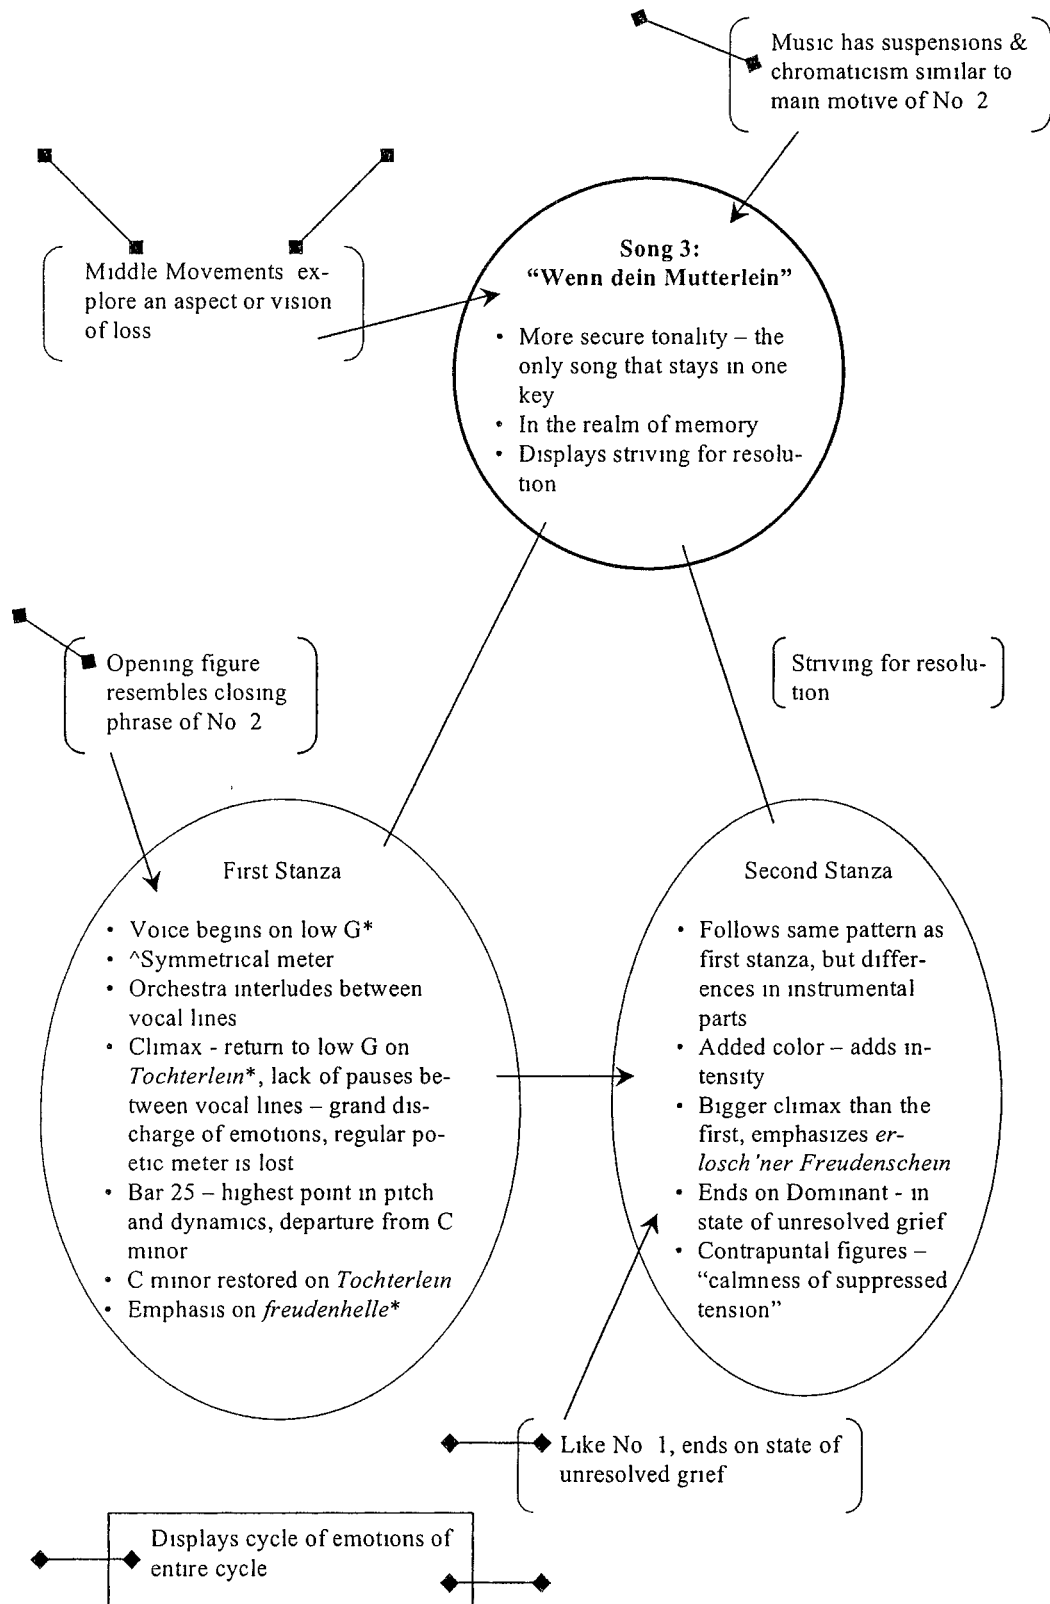 Music has suspensions &
chromaticism similar to
main motive of No 2
Middle Movements ex-
plore an aspect or vision
of loss
Song 3:
“Wenn dein Mutterlein”
• More secure tonality – the
only song that stays in one
key
• In the realm of memory
• Displays striving for resolu-
tion
Opening figure
resembles closing
phrase of No 2
Striving for resolu-
tion
First Stanza
• Voice begins on low G*
• ^Symmetrical meter
• Orchestra interludes between
vocal lines
• Climax - return to low G on
Tochterlein*, lack of pauses be-
tween vocal lines – grand dis-
charge of emotions, regular po-
etic meter is lost
• Bar 25 – highest point in pitch
and dynamics, departure from C
minor
• C minor restored on Tochterlein
• Emphasis on freudenhelle*
Second Stanza
• Follows same pattern as
first stanza, but differ-
ences in instrumental
parts
• Added color – adds in-
tensity
• Bigger climax than the
first, emphasizes er-
losch'ner Freudenschein
• Ends on Dominant - in
state of unresolved grief
• Contrapuntal figures –
“calmness of suppressed
tension”
Like No 1, ends on state of
unresolved grief
Displays cycle of emotions of
entire cycle